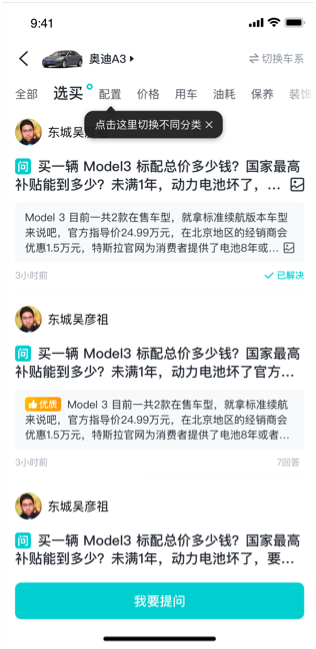 9:41
奥迪A3
切换车系
全部 选买 配置 价格 用车 油耗 保养 装饰
点击这里切换不同分类 ×
东城吴
问 买一辆 Model3 标配总价多少钱？国家最高
补贴能到多少？未满1年，动力电池坏了，...
Model 3 目前一共2款在售车型，就拿标准续航版本车型
来说吧，官方指导价24.99万元，在北京地区的经销商会
优惠1.5万元，特斯拉官网为消费者提供了电池8年或...
3小时前 已解决
东城吴彦祖
问 买一辆 Model3 标配总价多少钱？国家最高
补贴能到多少？未满1年，动力电池坏了官方...
优质 Model 3 目前一共2款在售车型，就拿标准续航
来说吧，官方指导价24.99万元，在北京地区的经销商会
优惠1.5万元，特斯拉官网为消费者提供了电池8年或者...
3小时前 7回答
东城吴彦祖
问 买一辆 Model3 标配总价多少钱？国家最高
补贴能到多少？未满1年，动力电池坏了，要...
我要提问